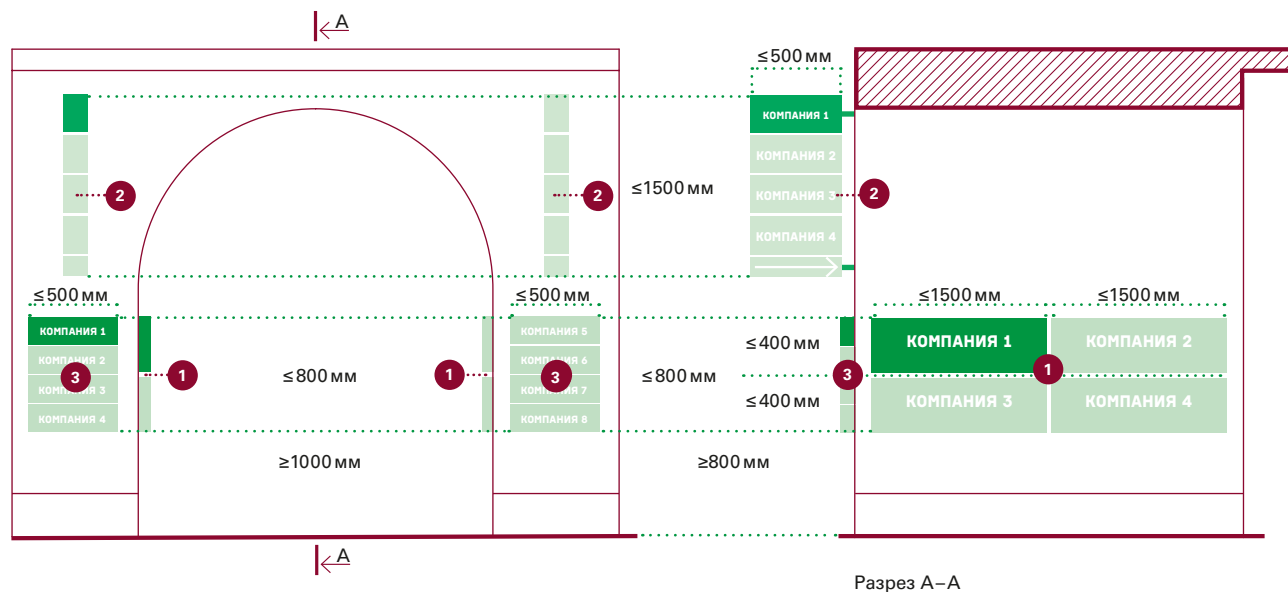 А
≤500 мм
КОМПАНИЯ 1
КОМПАНИЯ 2
2
2
≤1500 мм
КОМПАНИЯ 3
2
КОМПАНИЯ 4
≤500 мм
≤500 мм
≤1500 мм
≤1500 мм
КОМПАНИЯ 1
КОМПАНИЯ 5
КОМПАНИЯ 1
КОМПАНИЯ 2
≤400 мм
КОМПАНИЯ 2
КОМПАНИЯ 6
3
1
≤800 мм
1
3
≤800 мм
3
1
КОМПАНИЯ 3
КОМПАНИЯ 7
≤400 мм
КОМПАНИЯ 3
КОМПАНИЯ 4
КОМПАНИЯ 4
КОМПАНИЯ 8
≥1000 мм
≥800 мм
А
Разрез А–А